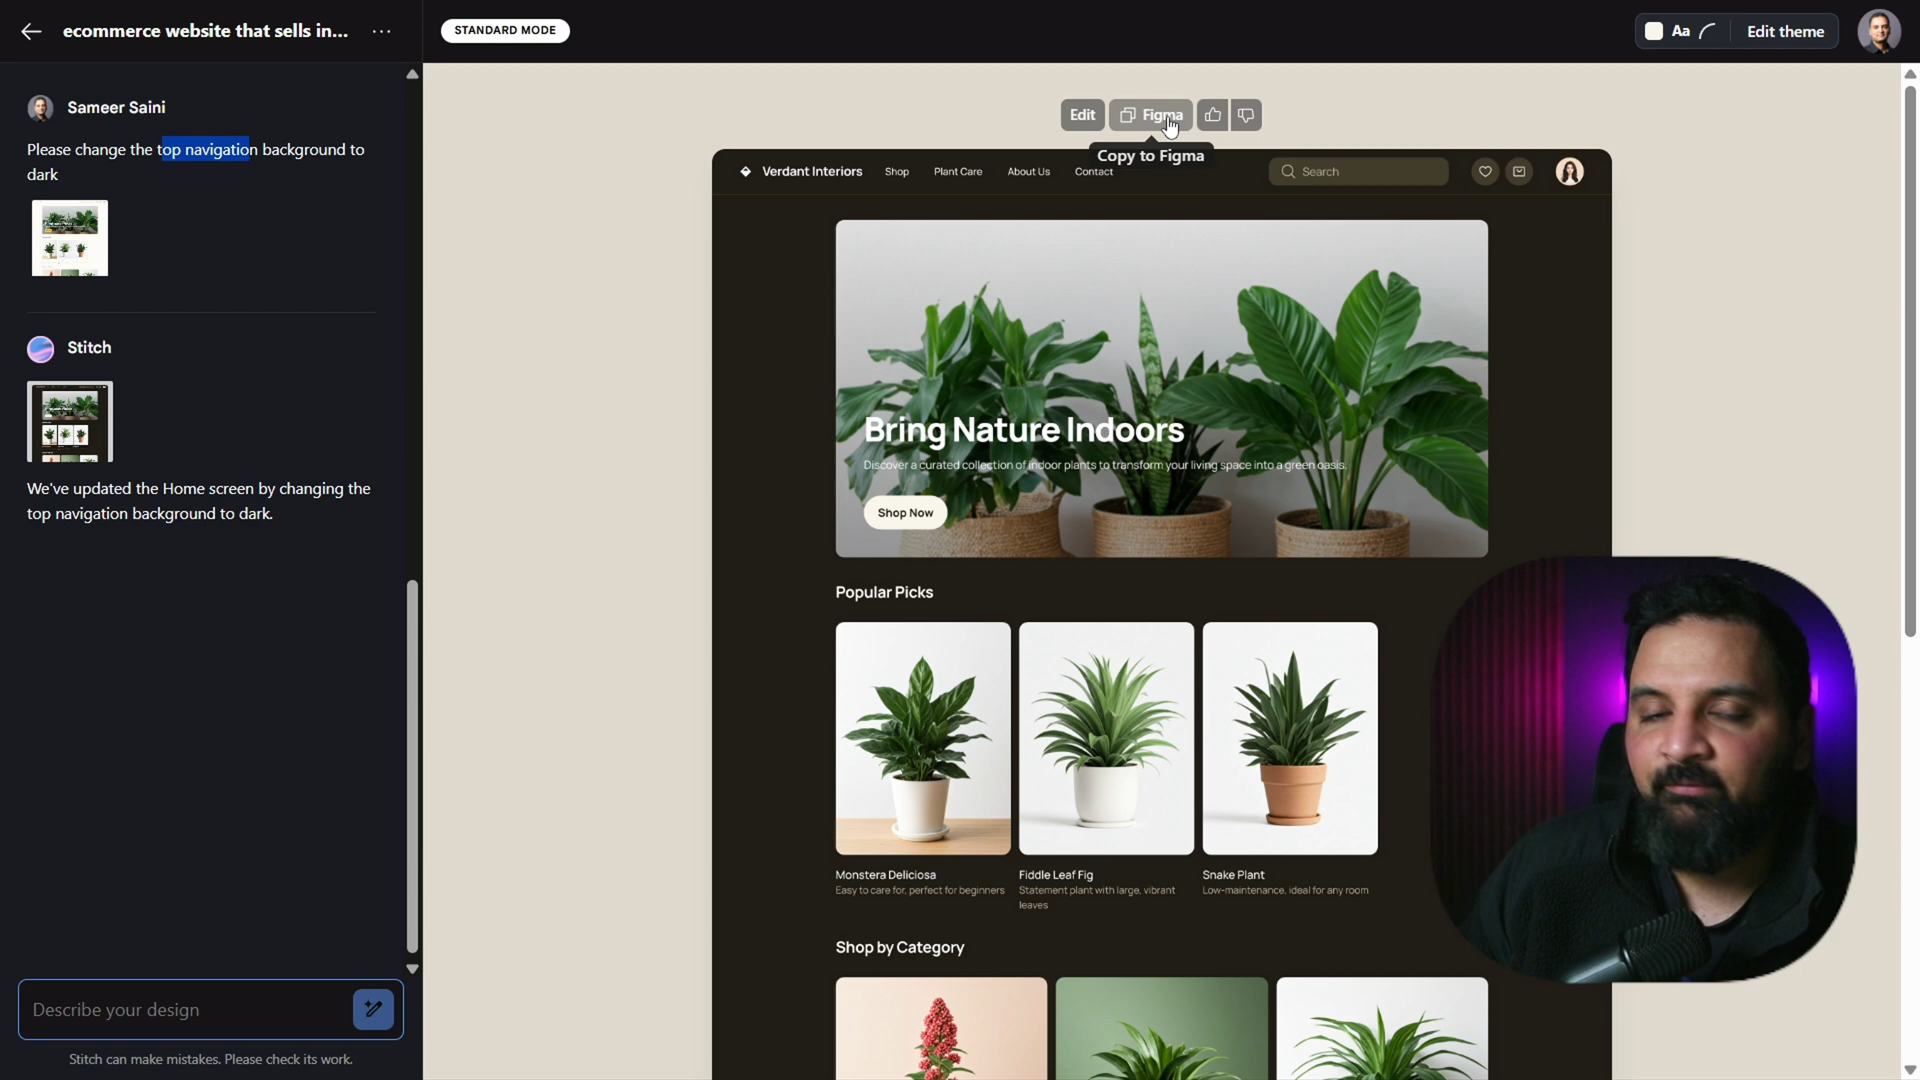 ecommerce website that sells in... ...
STANDARD MODE
Aa
Edit theme
Sameer Saini
Please change the top navigation background to
dark
Stitch
We've updated the Home screen by changing the
top navigation background to dark.
Describe your design
Stitch can make mistakes. Please check its work.
Edit
Figma
Copy to Figma
Verdant Interiors
Shop
Plant Care
About Us
Contact
Search
Bring Nature Indoors
Discover a curated collection of indoor plants to transform your living space into a green oasis.
Shop Now
Popular Picks
Monstera Deliciosa
Easy to care for, perfect for beginners
Fiddle Leaf Fig
Statement plant with large, vibrant
leaves
Snake Plant
Low-maintenance, ideal for any room
Shop by Category